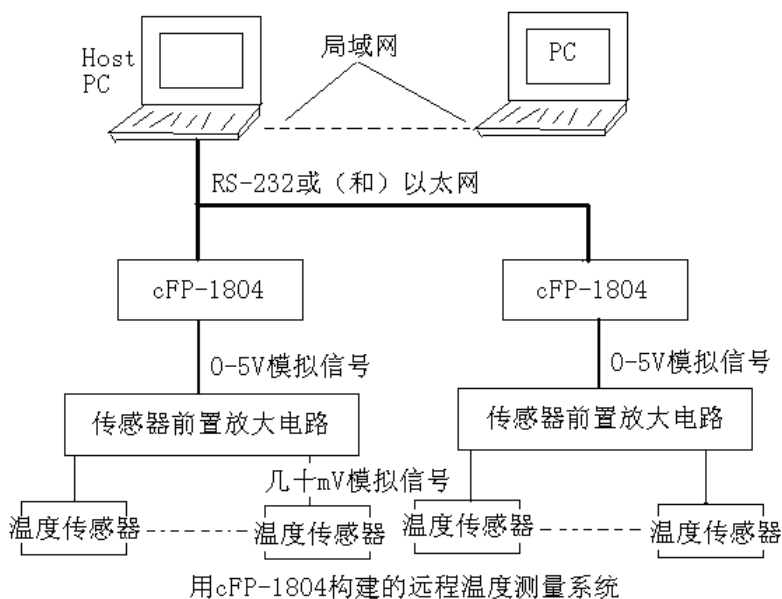 Host
PC
局域网
PC
RS-232或（和）以太网
cFP-1804
cFP-1804
0-5V模拟信号
0-5V模拟信号
传感器前置放大电路
传感器前置放大电路
几十mV模拟信号
温度传感器
温度传感器
温度传感器
温度传感器
用cFP-1804构建的远程温度测量系统